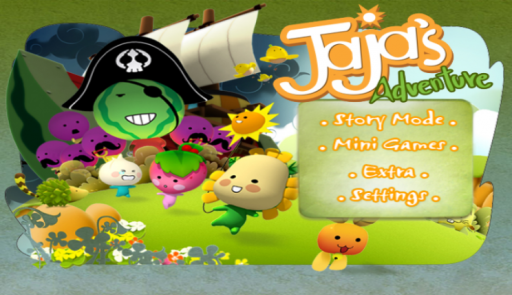 Jaja's
Adventure
• Story Mode •
• Mini Games •
• Extra •
• Settings •